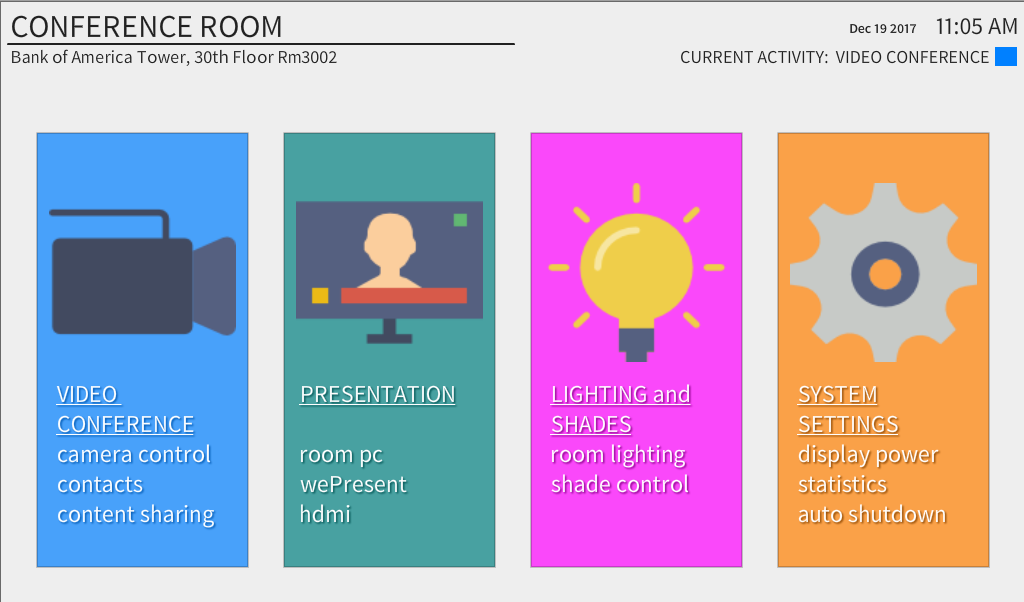 CONFERENCE ROOM
Dec 19 2017 11:05 AM
Bank of America Tower, 30th Floor Rm3002
CURRENT ACTIVITY: VIDEO CONFERENCE
VIDEO
CONFERENCE
camera control
contacts
content sharing
PRESENTATION
room pc
wePresent
hdmi
LIGHTING and
SHADES
room lighting
shade control
SYSTEM
SETTINGS
display power
statistics
auto shutdown